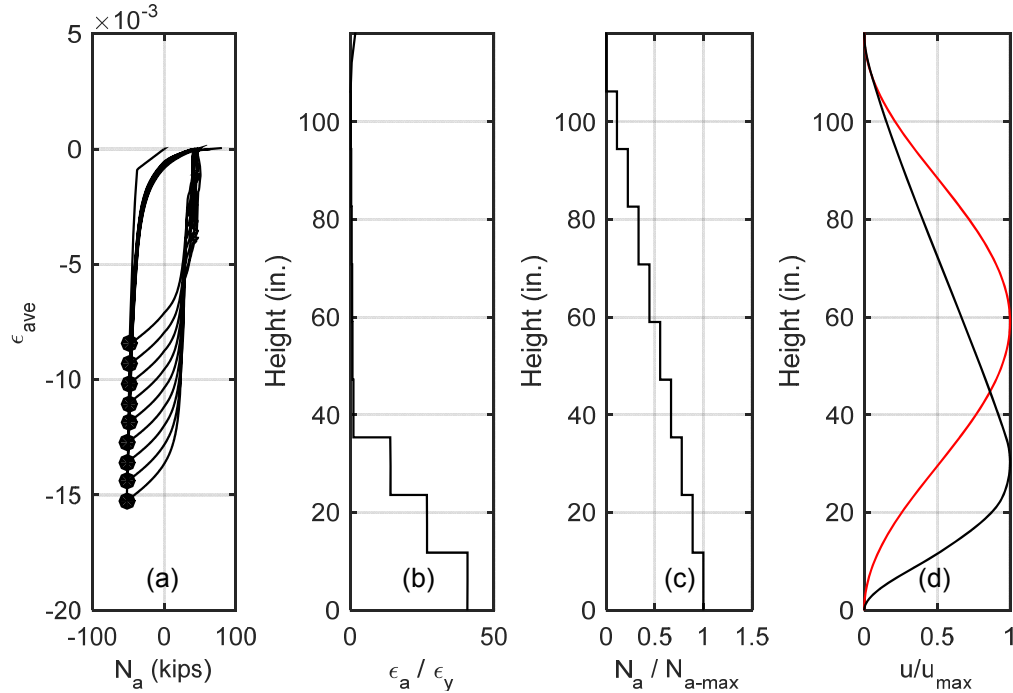 ×10⁻³
5
0
-5
-10
-15
-20
-100 0 100
ϵ_ave
N_a (kips)
(a)
100
80
60
40
20
0
0 50
Height (in.)
ϵ_a / ϵ_y
(b)
100
80
60
40
20
0
0 0.5 1 1.5
Height (in.)
N_a / N_a-max
(c)
100
80
60
40
20
0
0 0.5 1
Height (in.)
u/u_max
(d)